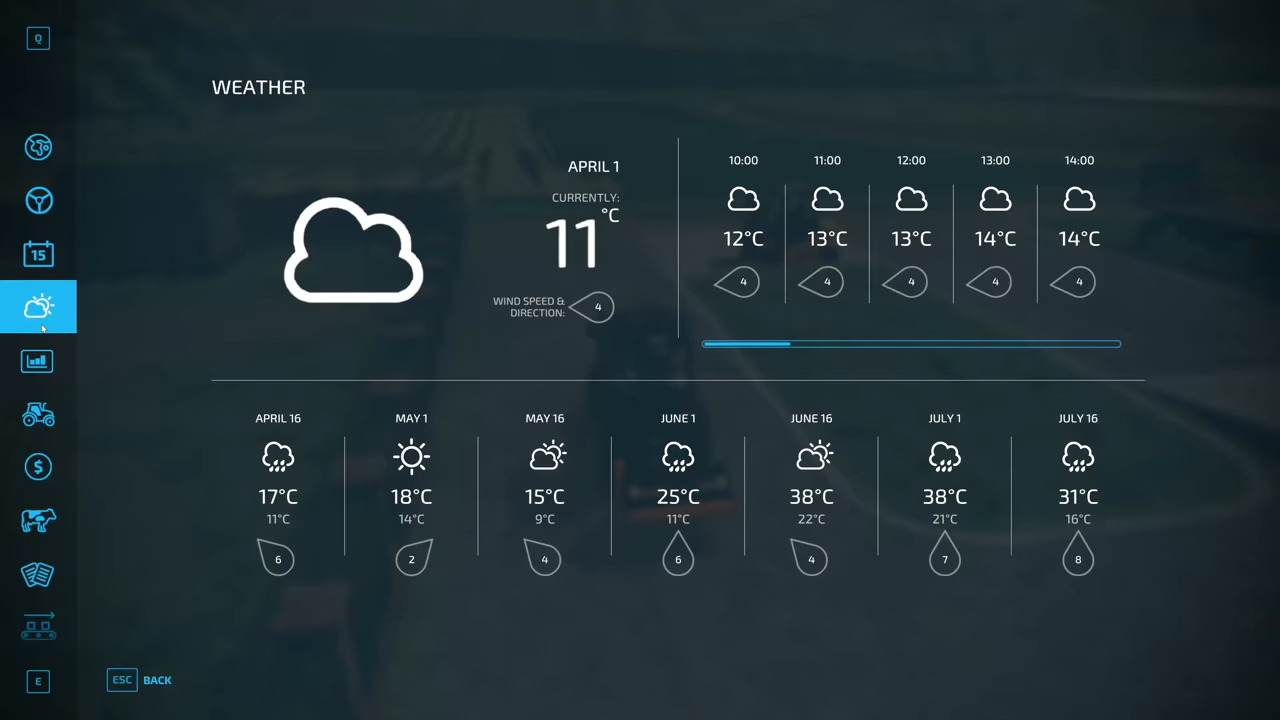 Q
WEATHER
15
APRIL 1
CURRENTLY:
11 °C
WIND SPEED &
DIRECTION:
4
10:00 11:00 12:00 13:00 14:00
12°C 13°C 13°C 14°C 14°C
4 4 4 4 4
APRIL 16 MAY 1 MAY 16 JUNE 1 JUNE 16 JULY 1 JULY 16
17°C 18°C 15°C 25°C 38°C 38°C 31°C
11°C 14°C 9°C 11°C 22°C 21°C 16°C
6 2 4 6 4 7 8
$
E
ESC BACK